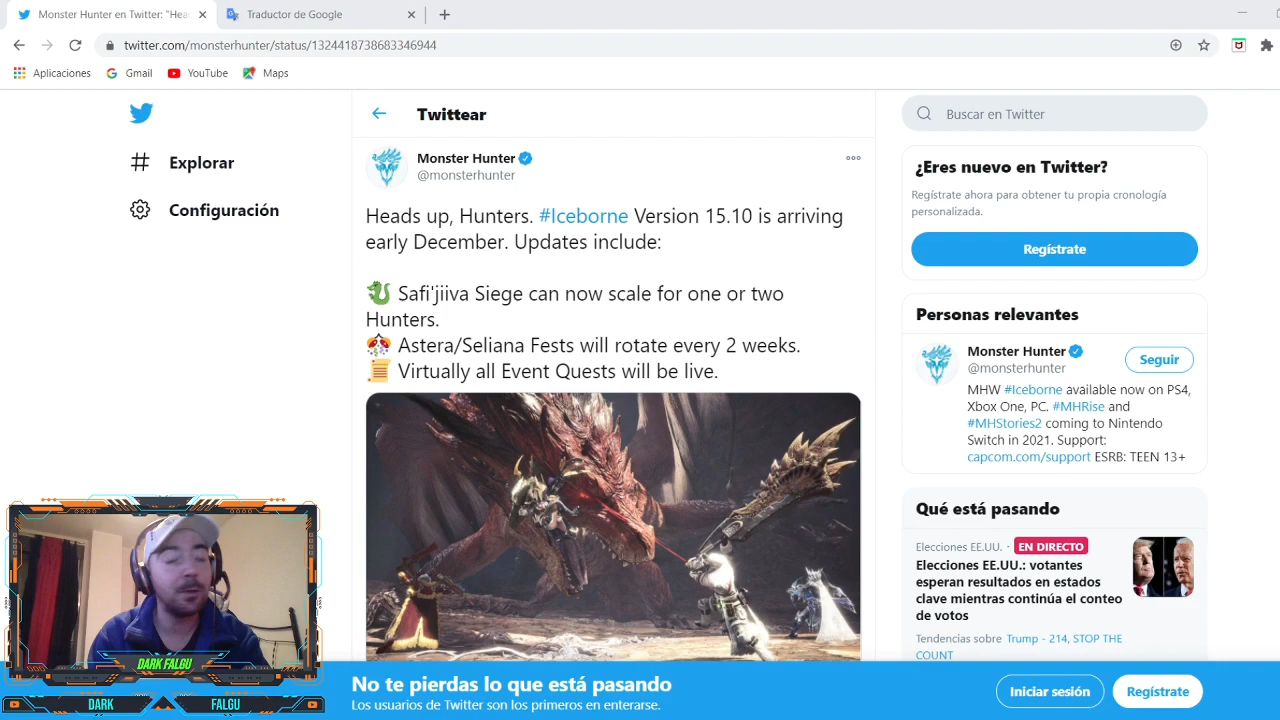 Monster Hunter en Twitter: "Hea
Traductor de Google
twitter.com/monsterhunter/status/1324418738683346944
Aplicaciones
Gmail
YouTube
Maps
Explorar
Configuración
Twittear
Monster Hunter
@monsterhunter
Heads up, Hunters. #Iceborne Version 15.10 is arriving
early December. Updates include:
Safi'jiiva Siege can now scale for one or two
Hunters.
Astera/Seliana Fests will rotate every 2 weeks.
Virtually all Event Quests will be live.
Buscar en Twitter
¿Eres nuevo en Twitter?
Regístrate ahora para obtener tu propia cronología
personalizada.
Regístrate
Personas relevantes
Monster Hunter
@monsterhunter
Seguir
MHW #Iceborne available now on PS4,
Xbox One, PC. #MHRise and
#MHStories2 coming to Nintendo
Switch in 2021. Support:
capcom.com/support ESRB: TEEN 13+
Qué está pasando
Elecciones EE.UU. · EN DIRECTO
Elecciones EE.UU.: votantes
esperan resultados en estados
clave mientras continúa el conteo
de votos
Tendencias sobre Trump - 214, STOP THE
COUNT
DARK FALGU
DARK
FALGU
No te pierdas lo que está pasando
Los usuarios de Twitter son los primeros en enterarse.
Iniciar sesión
Regístrate